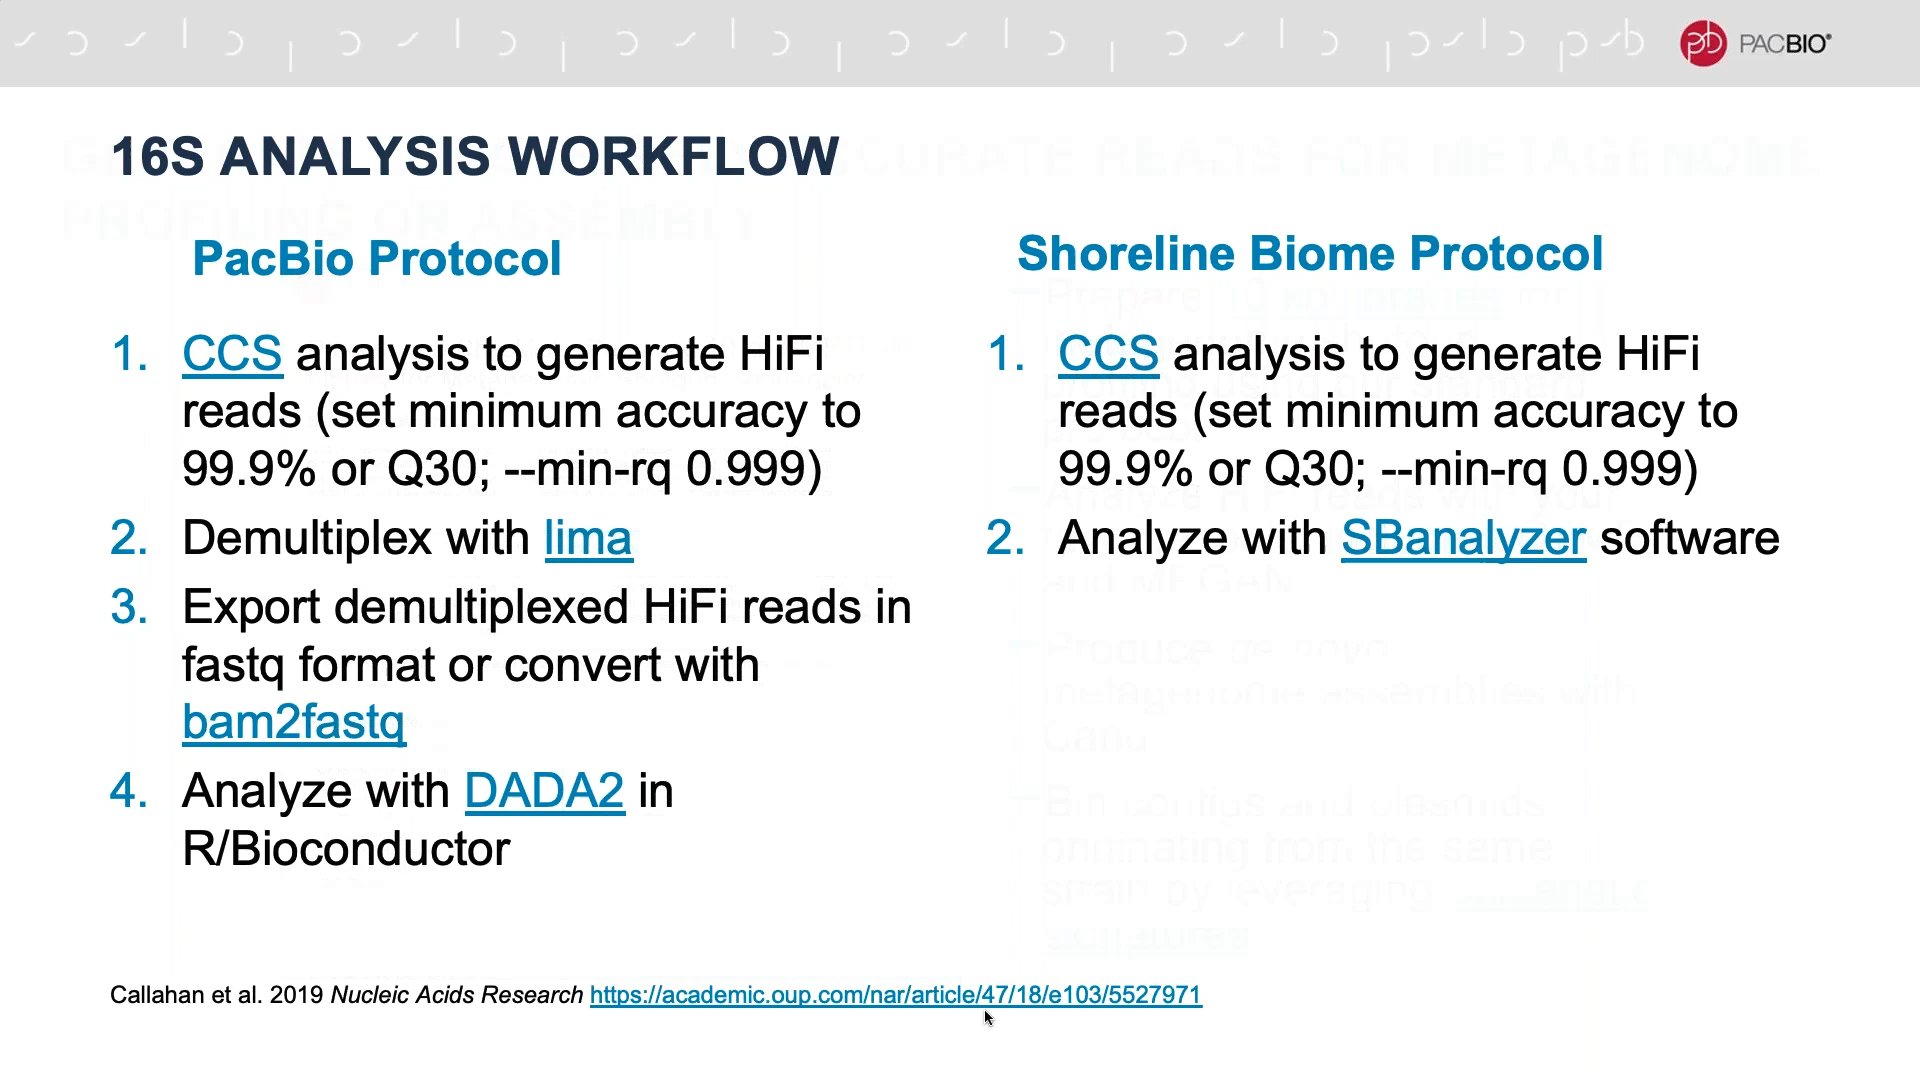 PACBIO®
16S ANALYSIS WORKFLOW
PacBio Protocol
1. CCS analysis to generate HiFi
reads (set minimum accuracy to
99.9% or Q30; --min-rq 0.999)
2. Demultiplex with lima
3. Export demultiplexed HiFi reads in
fastq format or convert with
bam2fastq
4. Analyze with DADA2 in
R/Bioconductor
Shoreline Biome Protocol
1. CCS analysis to generate HiFi
reads (set minimum accuracy to
99.9% or Q30; --min-rq 0.999)
2. Analyze with SBanalyzer software
Callahan et al. 2019 Nucleic Acids Research https://academic.oup.com/nar/article/47/18/e103/5527971